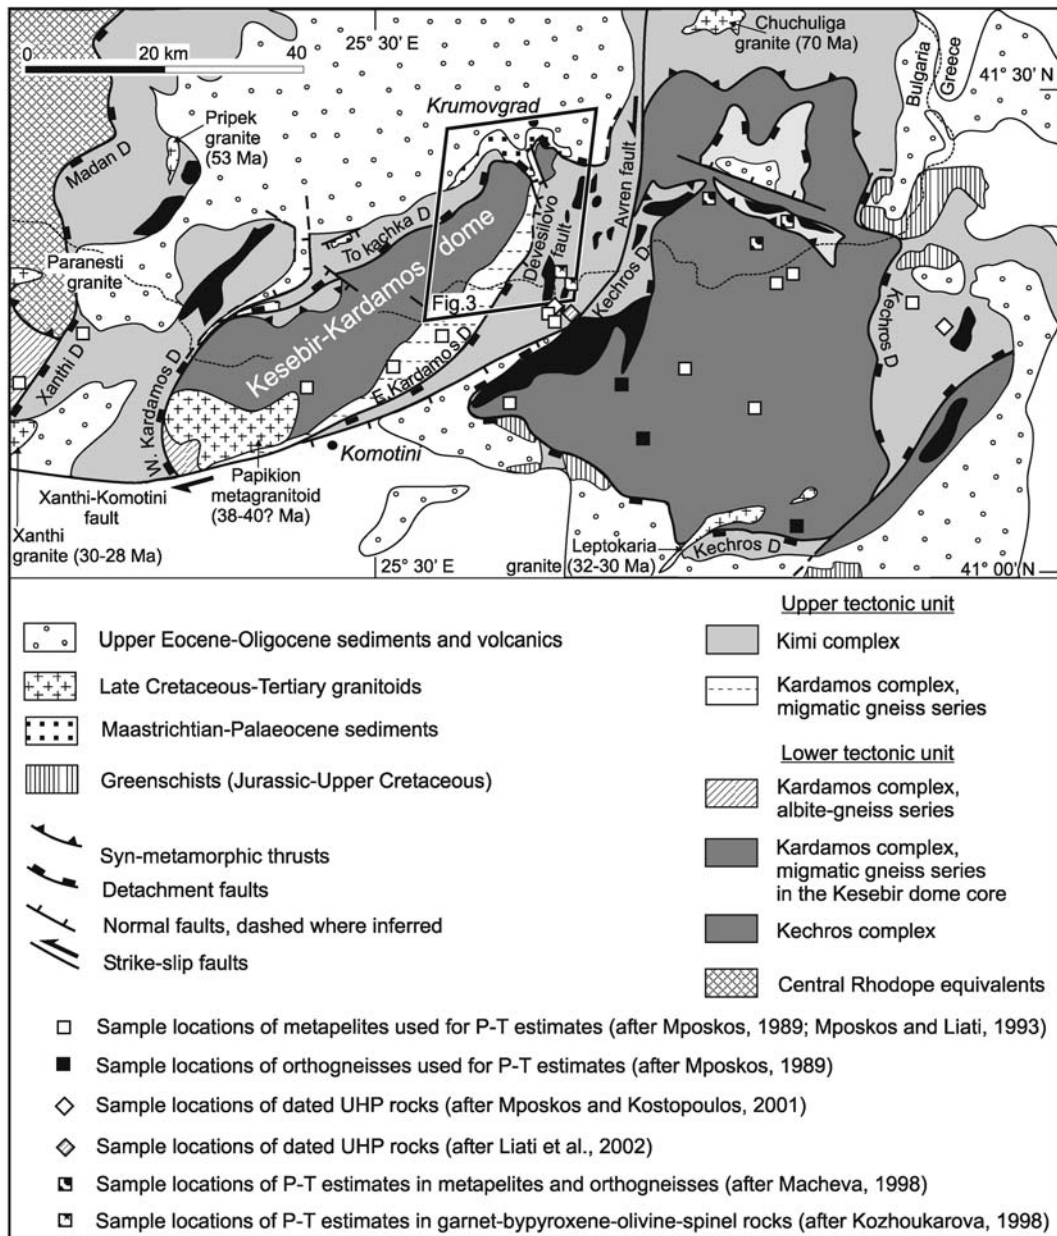 Chuchuliga
granite (70 Ma)
25° 30' E
0 20 km 40
41° 30' N
Bulgaria
Greece
Krumovgrad
Pripek
granite
(53 Ma)
Madan D
Avren fault
To kachka D
Devesilovo
fault
Paranesti
granite
Kesebir-Kardamos dome
Fig.3
Kechros D
Kechros D
Xanthi D
W. Kardamos D
E Kardamos D
Komotini
Papikion
metagranitoid
(38-40? Ma)
Xanthi-Komotini
fault
Xanthi
granite (30-28 Ma)
25° 30' E
Leptokaria
granite (32-30 Ma)
Kechros D
41° 00' N
Upper Eocene-Oligocene sediments and volcanics
Late Cretaceous-Tertiary granitoids
Maastrichtian-Palaeocene sediments
Greenschists (Jurassic-Upper Cretaceous)
Syn-metamorphic thrusts
Detachment faults
Normal faults, dashed where inferred
Strike-slip faults
Upper tectonic unit
Kimi complex
Kardamos complex,
migmatic gneiss series
Lower tectonic unit
Kardamos complex,
albite-gneiss series
Kardamos complex,
migmatic gneiss series
in the Kesebir dome core
Kechros complex
Central Rhodope equivalents
Sample locations of metapelites used for P-T estimates (after Mposkos, 1989; Mposkos and Liati, 1993)
Sample locations of orthogneisses used for P-T estimates (after Mposkos, 1989)
Sample locations of dated UHP rocks (after Mposkos and Kostopoulos, 2001)
Sample locations of dated UHP rocks (after Liati et al., 2002)
Sample locations of P-T estimates in metapelites and orthogneisses (after Macheva, 1998)
Sample locations of P-T estimates in garnet-bypyroxene-olivine-spinel rocks (after Kozhoukarova, 1998)